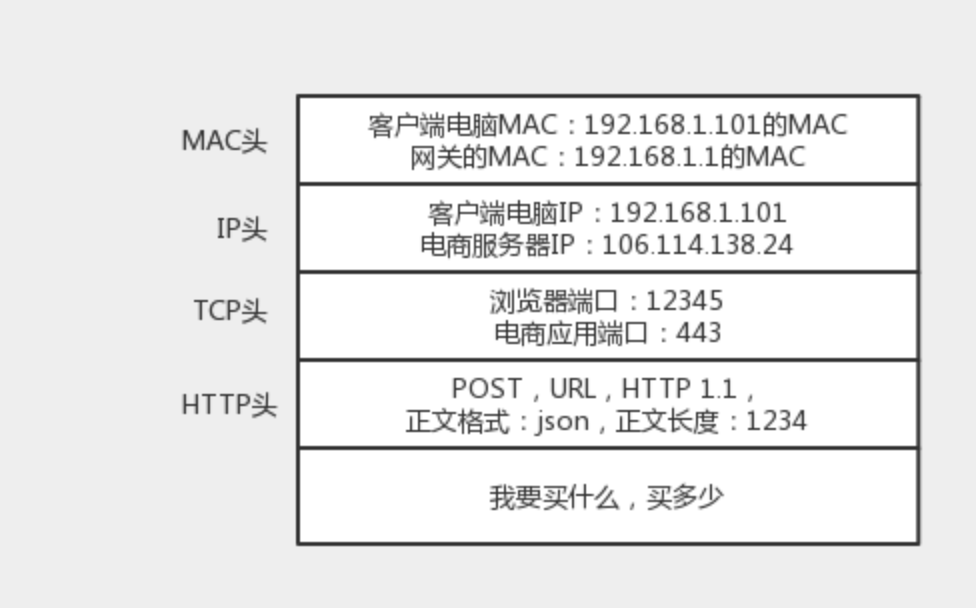 MAC头
客户端电脑MAC：192.168.1.101的MAC
网关的MAC：192.168.1.1的MAC
IP头
客户端电脑IP：192.168.1.101
电商服务器IP：106.114.138.24
TCP头
浏览器端口：12345
电商应用端口：443
HTTP头
POST，URL，HTTP 1.1，
正文格式：json，正文长度：1234
我要买什么，买多少